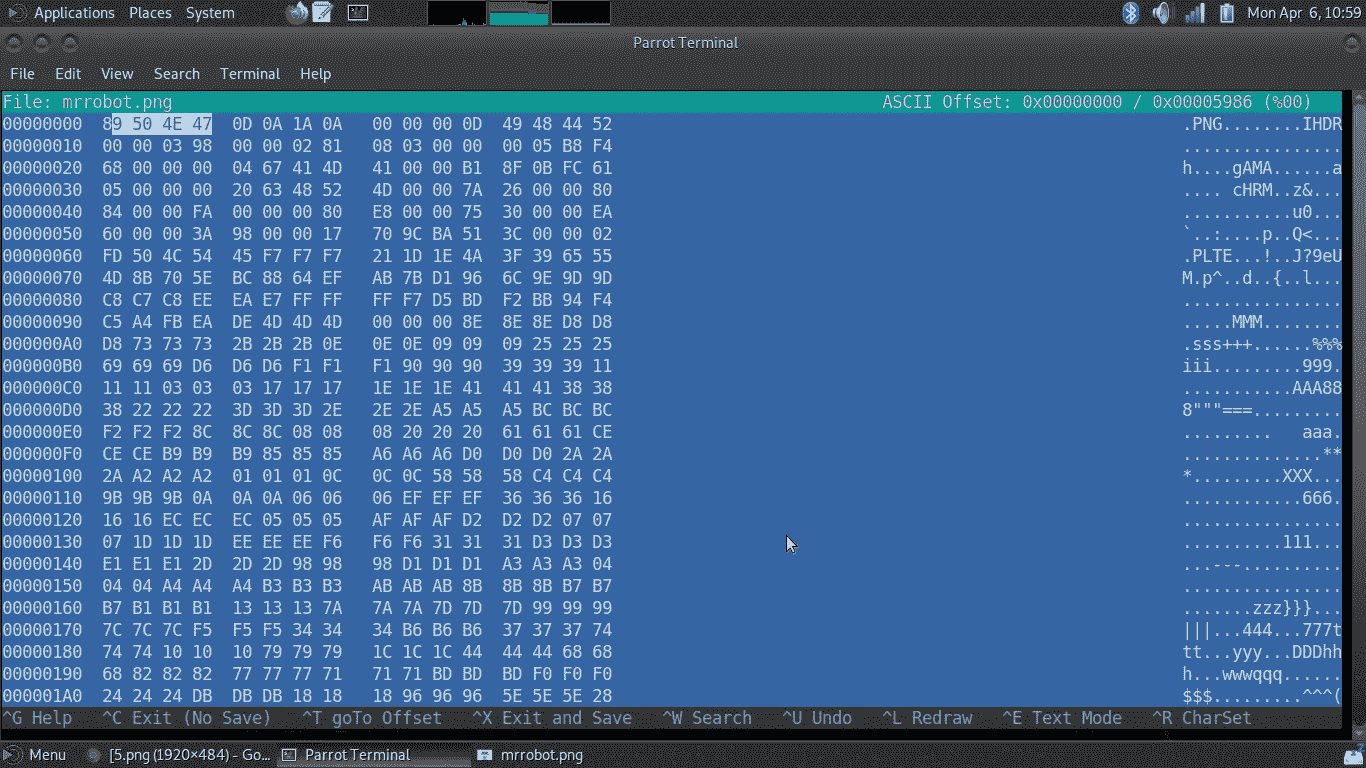 Applications Places System Mon Apr 6, 10:59
Parrot Terminal
File Edit View Search Terminal Help
File: mrrobot.png ASCII Offset: 0x00000000 / 0x00005986 (%00)
00000000 89 50 4E 47 0D 0A 1A 0A 00 00 00 0D 49 48 44 52 .PNG........IHDR
00000010 00 00 03 98 00 00 02 81 08 03 00 00 00 05 B8 F4 ................
00000020 68 00 00 00 04 67 41 4D 41 00 00 B1 8F 0B FC 61 h....gAMA......a
00000030 05 00 00 00 20 63 48 52 4D 00 00 7A 26 00 00 80 .... cHRM..z&...
00000040 84 00 00 FA 00 00 00 80 E8 00 00 75 30 00 00 EA ...........u0...
00000050 60 00 00 3A 98 00 00 17 70 9C BA 51 3C 00 00 02 `..:....p..Q<...
00000060 FD 50 4C 54 45 F7 F7 F7 21 1D 1E 4A 3F 39 65 55 .PLTE...!..J?9eU
00000070 4D 8B 70 5E BC 88 64 EF AB 7B D1 96 6C 9E 9D 9D M.p^..d..{..l...
00000080 C8 C7 C8 EE EA E7 FF FF FF F7 D5 BD F2 BB 94 F4 ................
00000090 C5 A4 FB EA DE 4D 4D 4D 00 00 00 8E 8E 8E D8 D8 .....MMM........
000000A0 D8 73 73 73 2B 2B 2B 0E 0E 0E 09 09 09 25 25 25 .sss+++......%%%
000000B0 69 69 69 D6 D6 D6 F1 F1 F1 90 90 90 39 39 39 11 iii.........999.
000000C0 11 11 03 03 03 17 17 17 1E 1E 1E 41 41 41 38 38 ...........AAA88
000000D0 38 22 22 22 3D 3D 3D 2E 2E 2E A5 A5 A5 BC BC BC 8"""===.........
000000E0 F2 F2 F2 8C 8C 8C 08 08 08 20 20 20 61 61 61 CE .........   aaa.
000000F0 CE CE B9 B9 B9 85 85 85 A6 A6 A6 D0 D0 D0 2A 2A ..............**
00000100 2A A2 A2 A2 01 01 01 0C 0C 0C 58 58 58 C4 C4 C4 *.........XXX...
00000110 9B 9B 9B 0A 0A 0A 06 06 06 EF EF EF 36 36 36 16 ............666.
00000120 16 16 EC EC EC 05 05 05 AF AF AF D2 D2 D2 07 07 ................
00000130 07 1D 1D 1D EE EE EE F6 F6 F6 31 31 31 D3 D3 D3 ..........111...
00000140 E1 E1 E1 2D 2D 2D 98 98 98 D1 D1 D1 A3 A3 A3 04 ...---..........
00000150 04 04 A4 A4 A4 B3 B3 B3 AB AB AB 8B 8B 8B B7 B7 ................
00000160 B7 B1 B1 B1 13 13 13 7A 7A 7A 7D 7D 7D 99 99 99 .......zzz}}}...
00000170 7C 7C 7C F5 F5 F5 34 34 34 B6 B6 B6 37 37 37 74 |||...444...777t
00000180 74 74 10 10 10 79 79 79 1C 1C 1C 44 44 44 68 68 tt...yyy...DDDhh
00000190 68 82 82 82 77 77 77 71 71 71 BD BD BD F0 F0 F0 h...wwwqqq......
000001A0 24 24 24 DB DB DB 18 18 18 96 96 96 5E 5E 5E 28 $$$.........^^^(
^G Help ^C Exit (No Save) ^T goTo Offset ^X Exit and Save ^W Search ^U Undo ^L Redraw ^E Text Mode ^R CharSet
Menu [5.png (1920×484) - Go... Parrot Terminal mrrobot.png